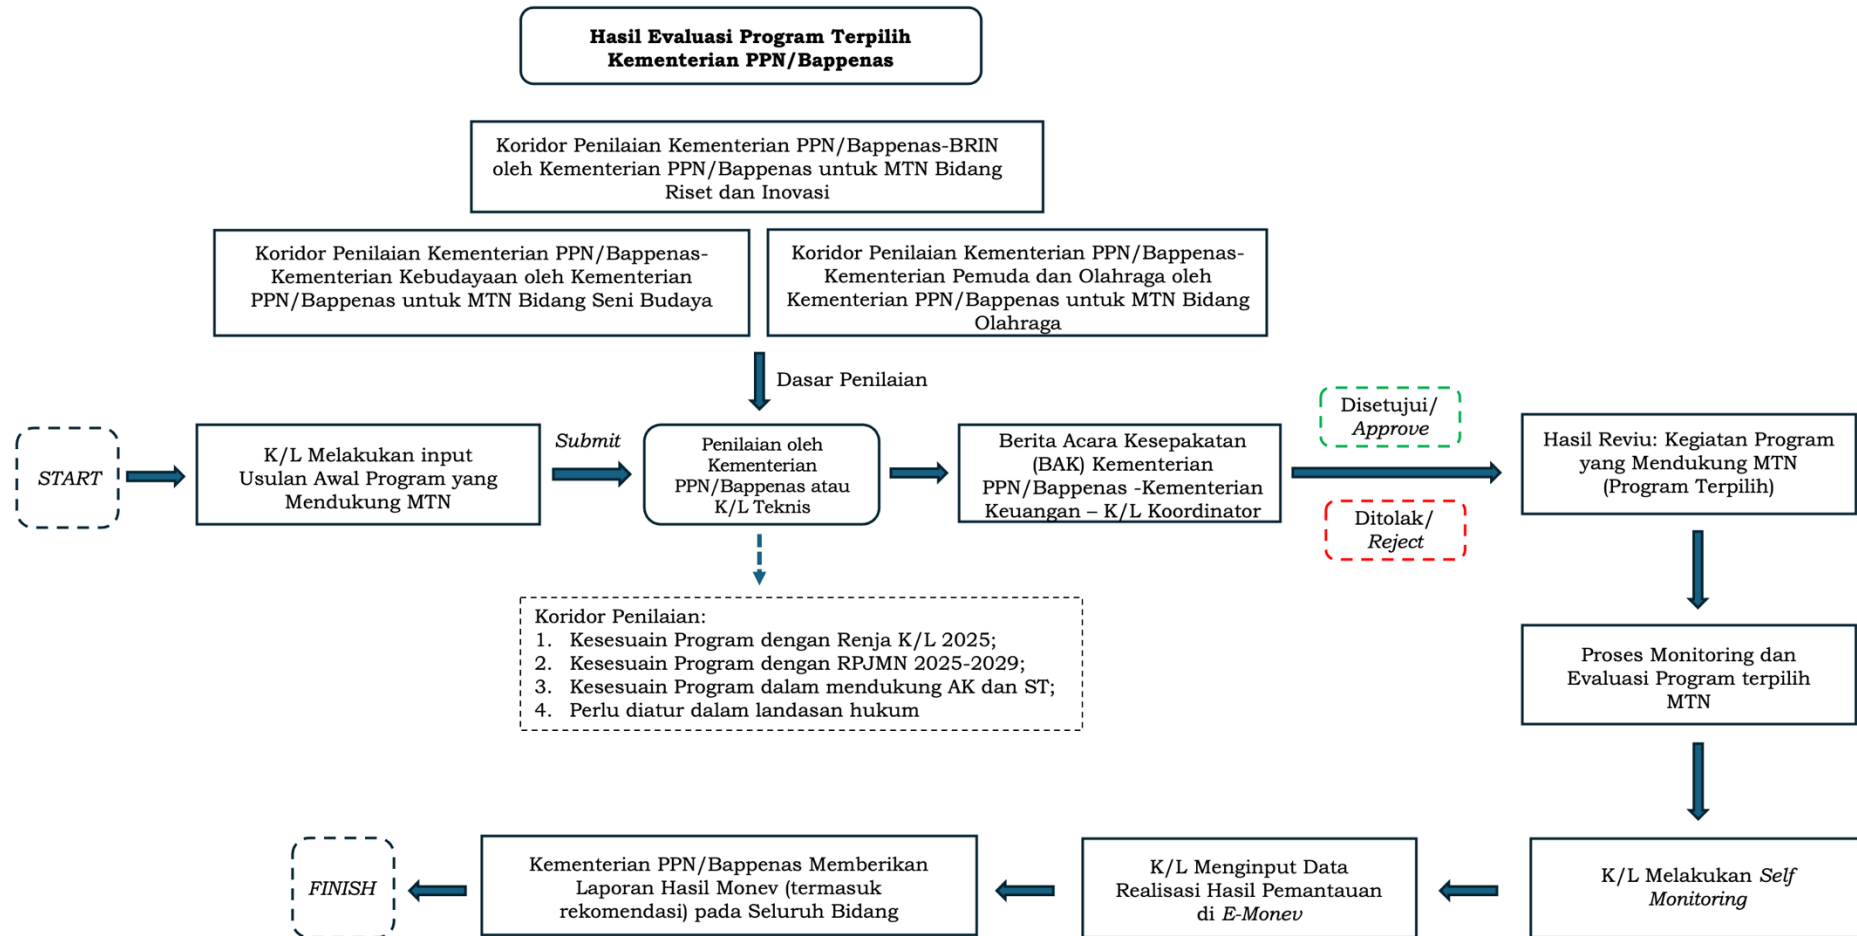 Hasil Evaluasi Program Terpilih
Kementerian PPN/Bappenas
Koridor Penilaian Kementerian PPN/Bappenas-BRIN
oleh Kementerian PPN/Bappenas untuk MTN Bidang
Riset dan Inovasi
Koridor Penilaian Kementerian PPN/Bappenas-
Kementerian Kebudayaan oleh Kementerian
PPN/Bappenas untuk MTN Bidang Seni Budaya
Koridor Penilaian Kementerian PPN/Bappenas-
Kementerian Pemuda dan Olahraga oleh
Kementerian PPN/Bappenas untuk MTN Bidang
Olahraga
Dasar Penilaian
START
K/L Melakukan input
Usulan Awal Program yang
Mendukung MTN
Submit
Penilaian oleh
Kementerian
PPN/Bappenas atau
K/L Teknis
Berita Acara Kesepakatan
(BAK) Kementerian
PPN/Bappenas -Kementerian
Keuangan – K/L Koordinator
Disetujui/
Approve
Ditolak/
Reject
Hasil Reviu: Kegiatan Program
yang Mendukung MTN
(Program Terpilih)
Koridor Penilaian:
1. Kesesuain Program dengan Renja K/L 2025;
2. Kesesuain Program dengan RPJMN 2025-2029;
3. Kesesuain Program dalam mendukung AK dan ST;
4. Perlu diatur dalam landasan hukum
Proses Monitoring dan
Evaluasi Program terpilih
MTN
K/L Melakukan Self
Monitoring
K/L Menginput Data
Realisasi Hasil Pemantauan
di E-Monev
Kementerian PPN/Bappenas Memberikan
Laporan Hasil Monev (termasuk
rekomendasi) pada Seluruh Bidang
FINISH